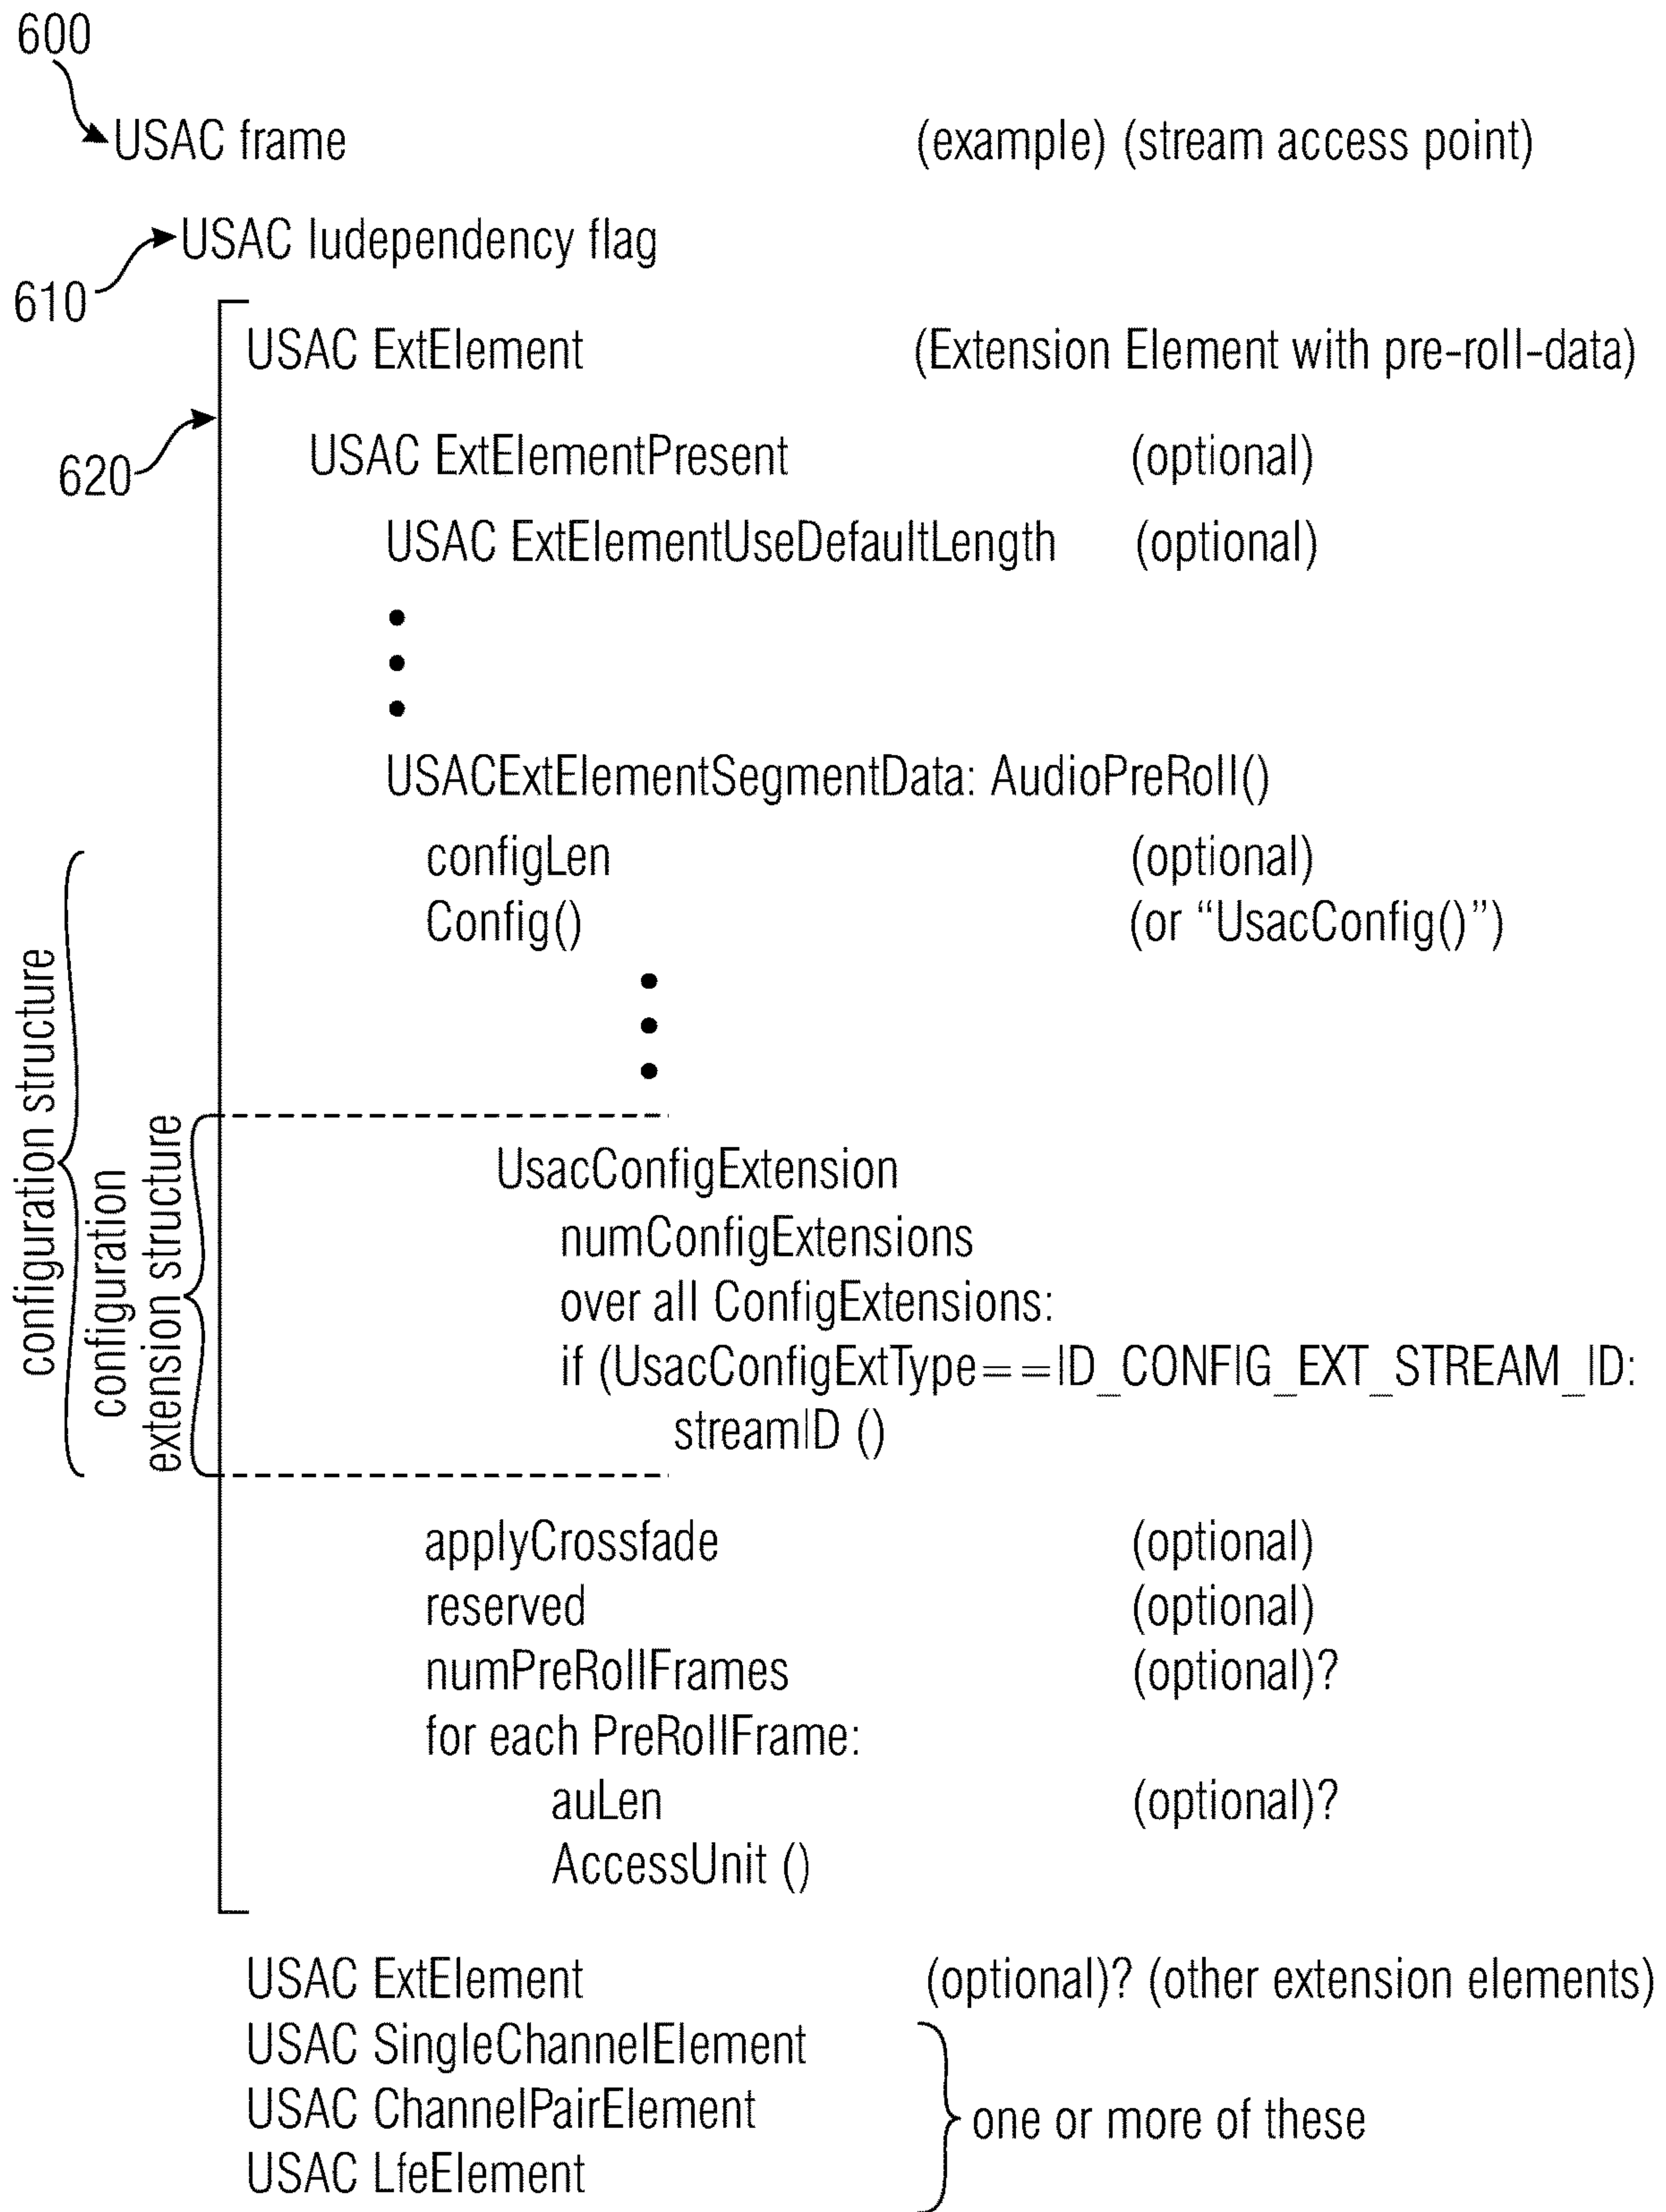 600
USAC frame (example) (stream access point)
USAC Iudependency flag
610
USAC ExtElement (Extension Element with pre-roll-data)
620
USAC ExtElementPresent (optional)
USAC ExtElementUseDefaultLength (optional)
USACExtElementSegmentData: AudioPreRoll()
configLen (optional)
Config() (or “UsacConfig()”)
configuration structure
configuration
extension structure
UsacConfigExtension
numConfigExtensions
over all ConfigExtensions:
if (UsacConfigExtType==ID_CONFIG_EXT_STREAM_ID:
streamID ()
applyCrossfade (optional)
reserved (optional)
numPreRollFrames (optional)?
for each PreRollFrame:
auLen (optional)?
AccessUnit ()
USAC ExtElement (optional)? (other extension elements)
USAC SingleChannelElement
USAC ChannelPairElement
one or more of these
USAC LfeElement